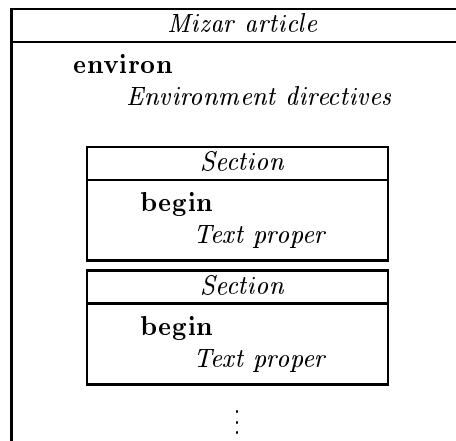 Mizar article
environ
Environment directives
Section
begin
Text proper
Section
begin
Text proper
⋮